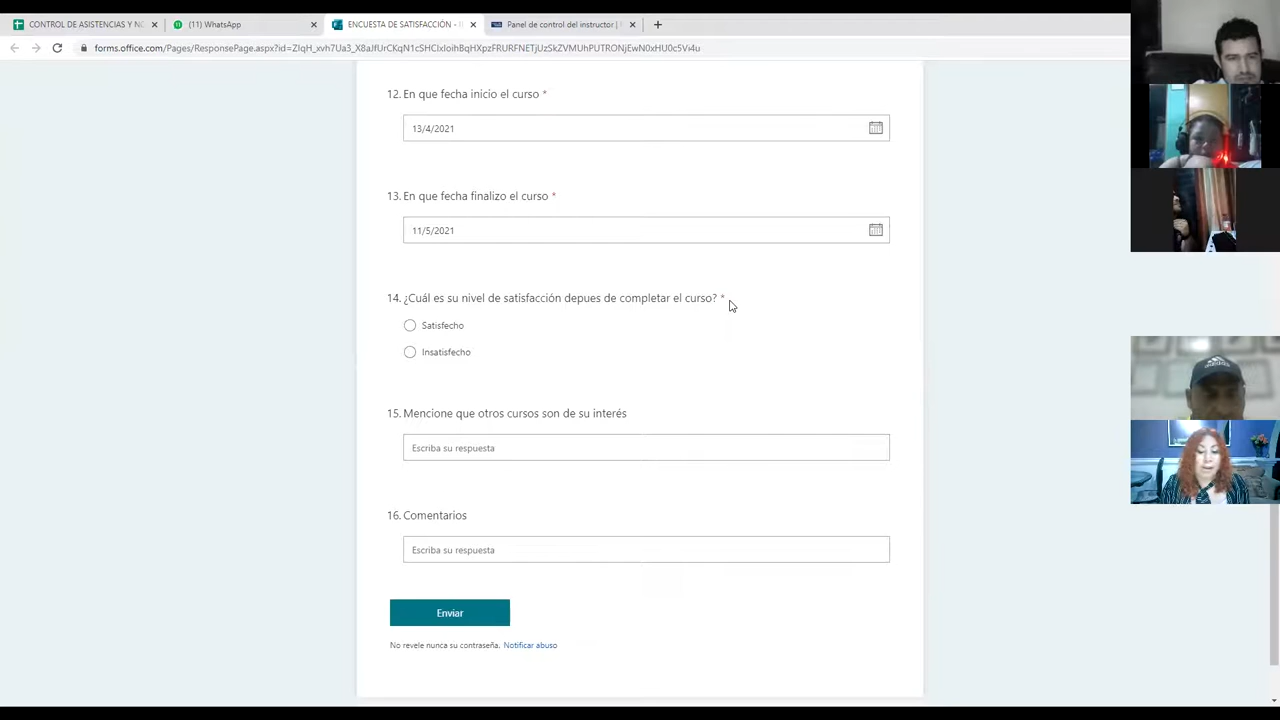 CONTROL DE ASISTENCIAS Y NO
(11) WhatsApp
ENCUESTA DE SATISFACCIÓN - I
Panel de control del instructor |
forms.office.com/Pages/ResponsePage.aspx?id=
12. En que fecha inicio el curso *
13/4/2021
13. En que fecha finalizo el curso *
11/5/2021
14. ¿Cuál es su nivel de satisfacción depues de completar el curso? *
Satisfecho
Insatisfecho
15. Mencione que otros cursos son de su interés
Escriba su respuesta
16. Comentarios
Escriba su respuesta
Enviar
No revele nunca su contraseña. Notificar abuso